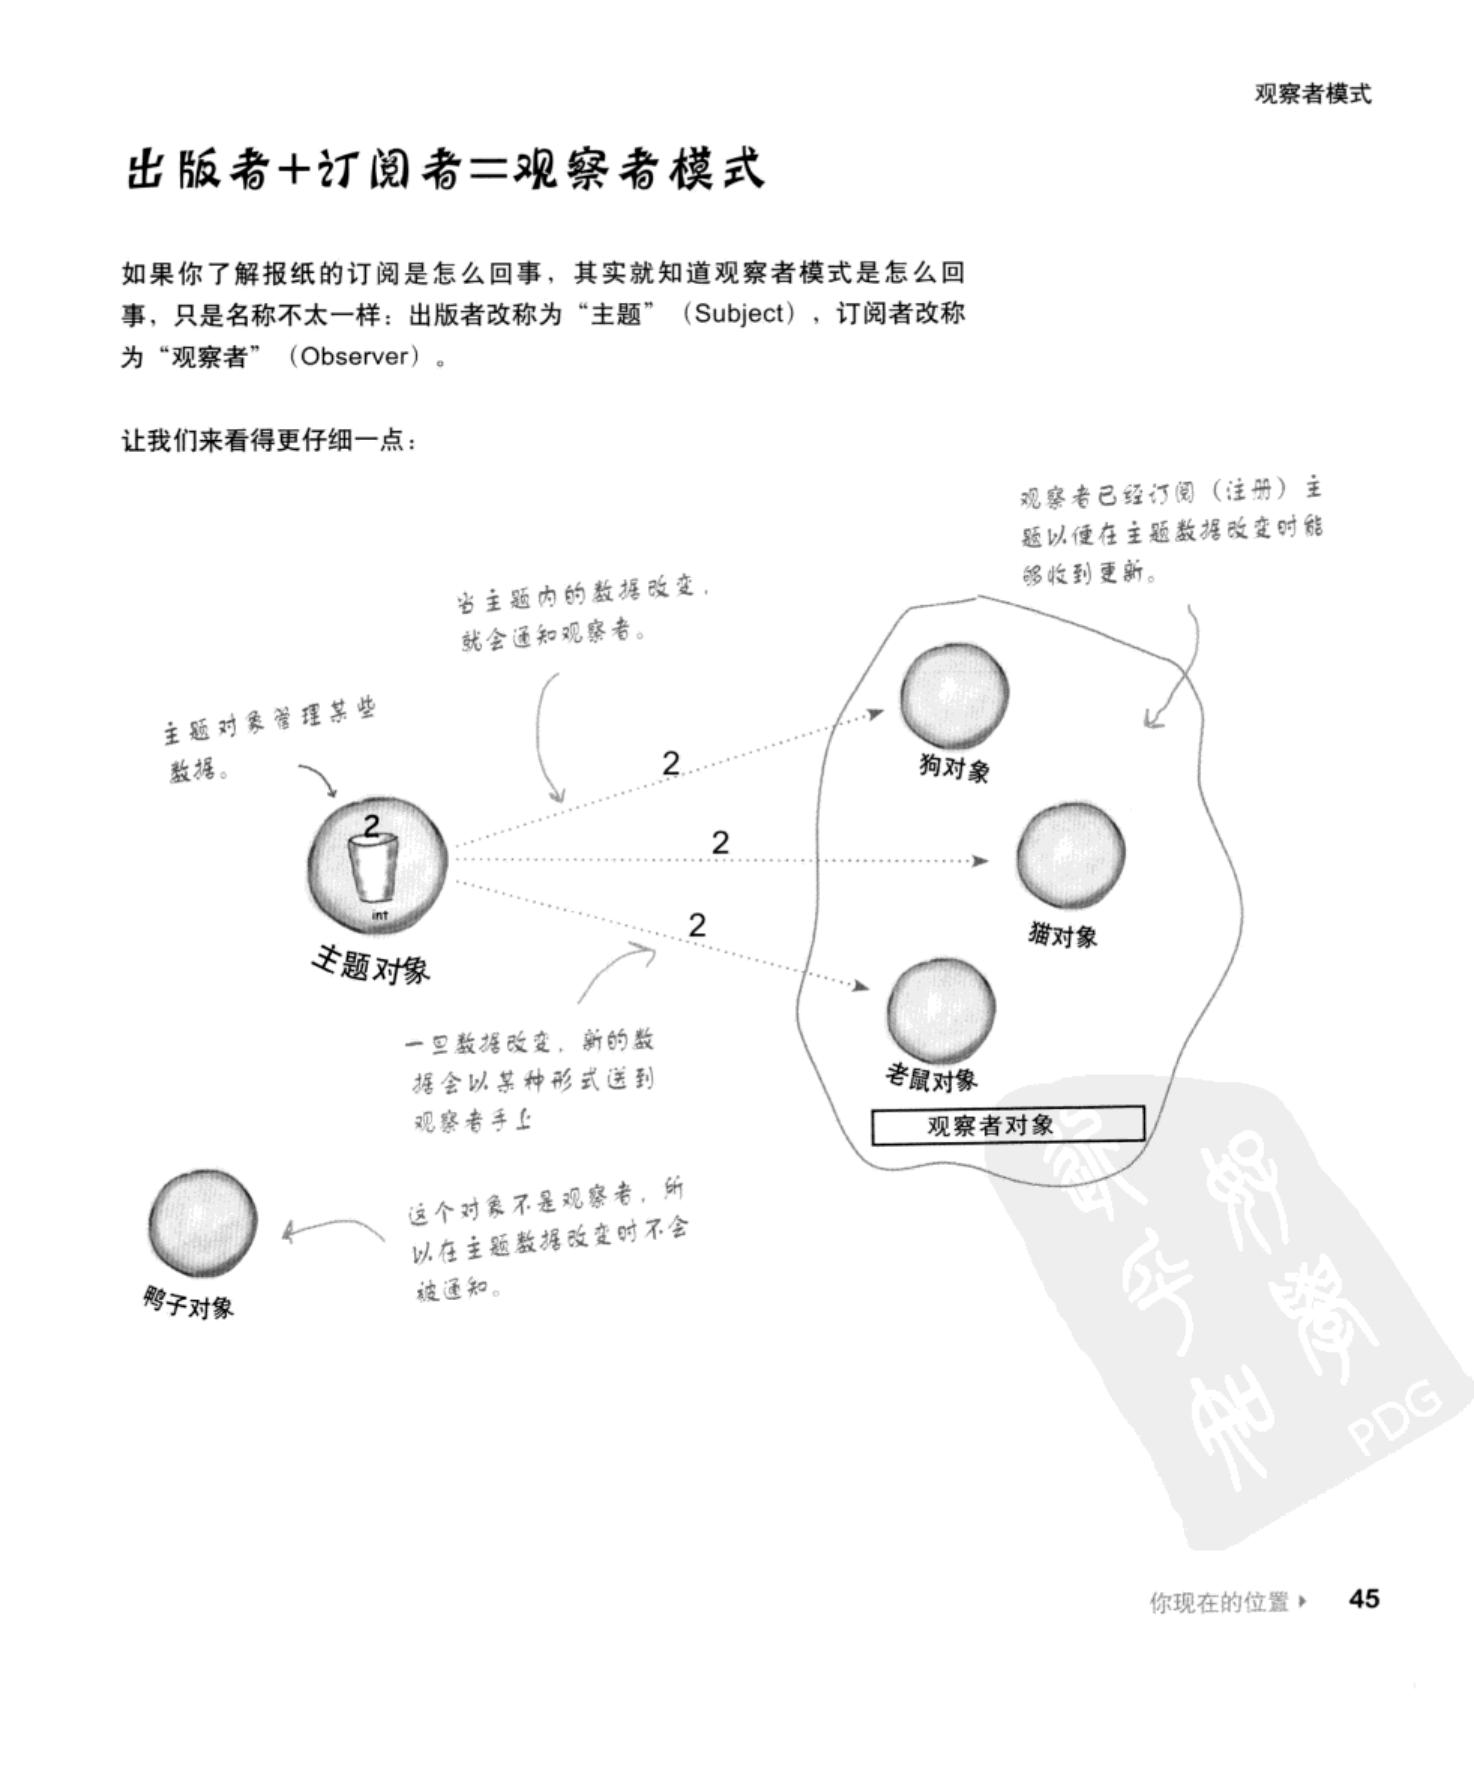 观察者模式
出版者+订阅者=观察者模式
如果你了解报纸的订阅是怎么回事，其实就知道观察者模式是怎么回
事，只是名称不太一样：出版者改称为“主题”（Subject），订阅者改称
为“观察者”（Observer）。
让我们来看得更仔细一点：
观察者已经订阅（注册）主
题以便在主题数据改变时能
够收到更新。
当主题内的数据改变，
就会通知观察者。
主题对象管理某些
数据。
2
int
主题对象
2
2
2
狗对象
猫对象
老鼠对象
观察者对象
一旦数据改变，新的数
据会以某种形式送到
观察者手上
鸭子对象
这个对象不是观察者，所
以在主题数据改变时不会
被通知。
PDG
你现在的位置
45